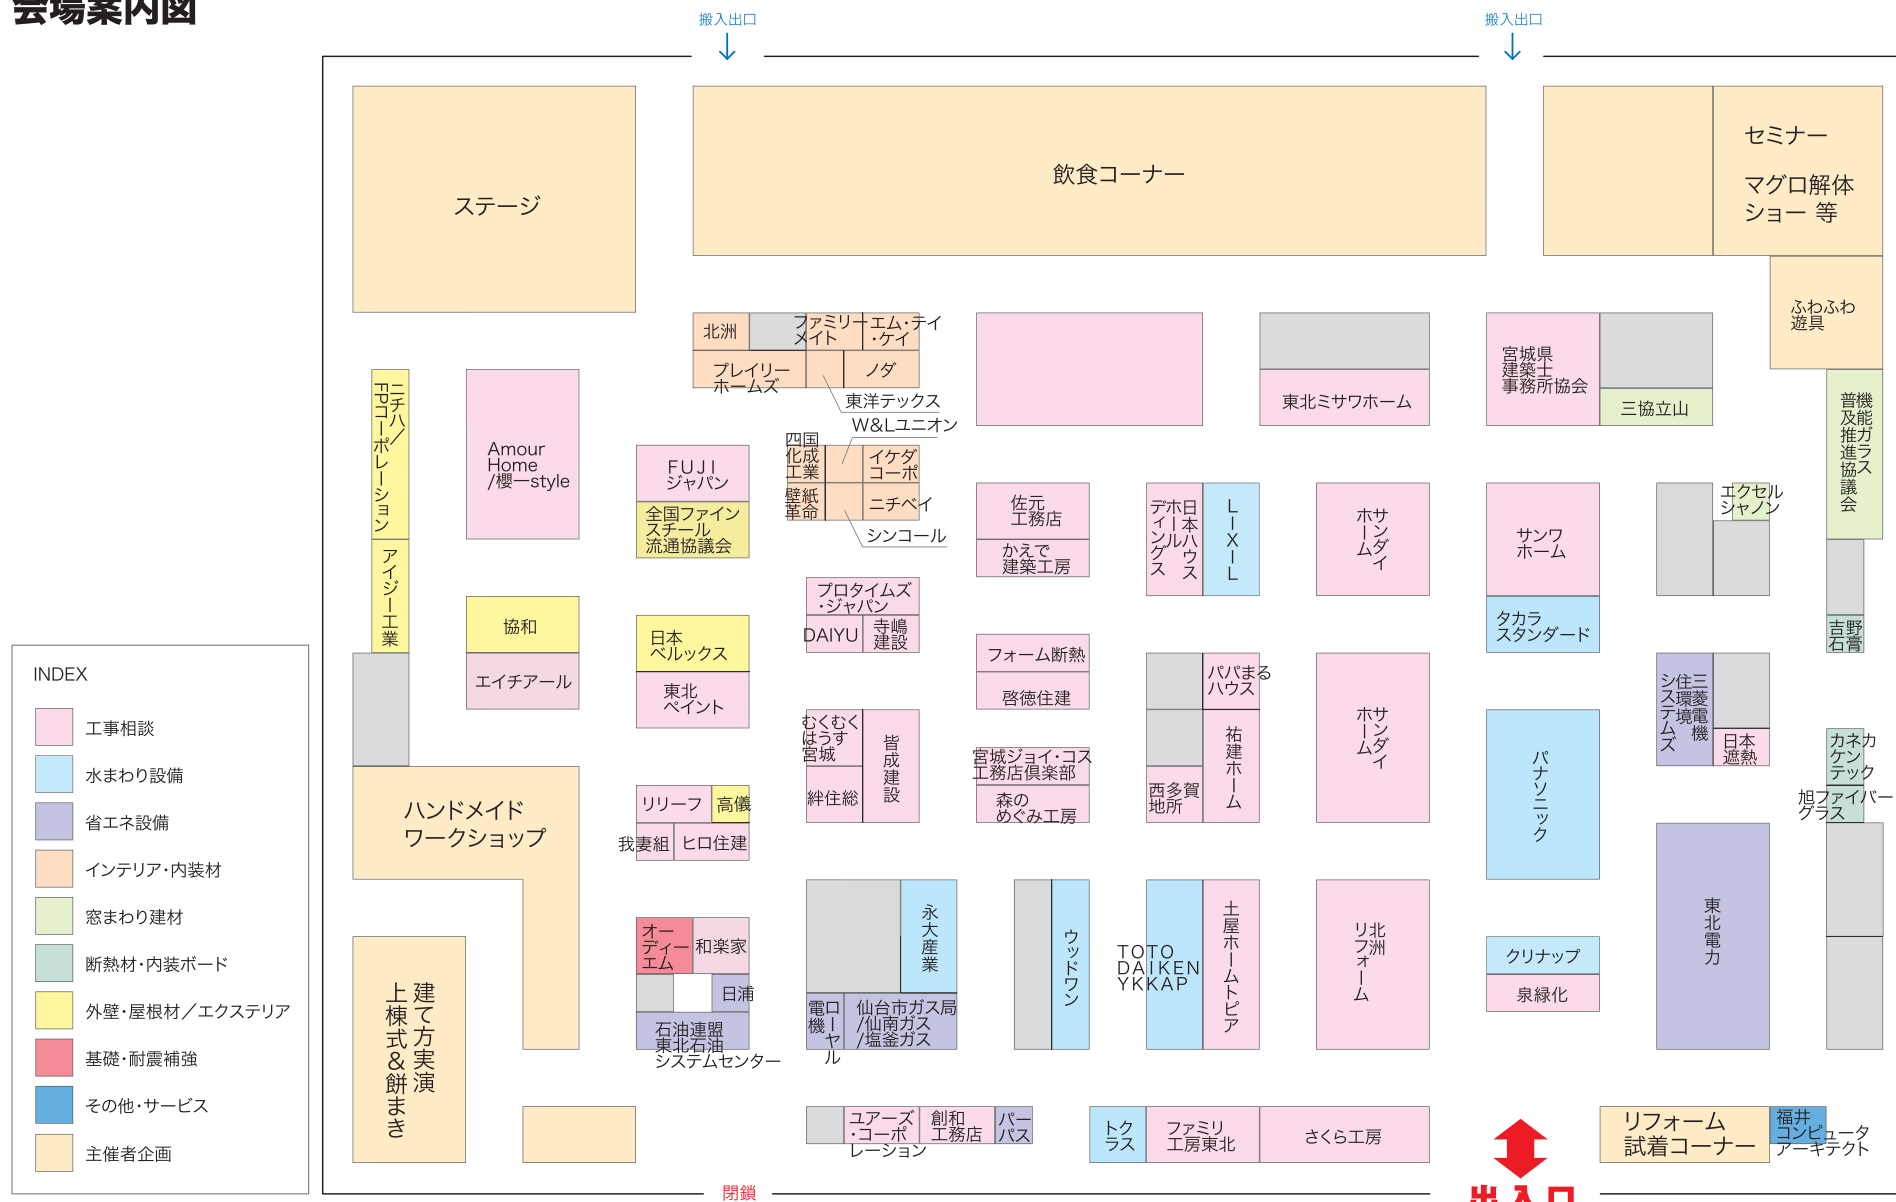 会場案内図
搬入出口
搬入出口
ステージ
飲食コーナー
セミナー
マグロ解体
ショー 等
ふわふわ
遊具
北洲
ファミリー
メイト
エム・テイ
・ケイ
プレイリー
ホームズ
ノダ
東洋テックス
W&Lユニオン
四国
化成
工業
イケダ
コーポ
壁紙
革命
ニチベイ
シンコール
東北ミサワホーム
宮城県
建築士
事務所協会
三協立山
機能ガラス
普及推進協議会
ニチハ/
FPコーポレーション
アイジー工業
Amour
Home
/櫻一style
FUJI
ジャパン
全国ファイン
スチール
流通協議会
佐元
工務店
かえで
建築工房
日本ハウス
ホール
ディングス
LIXIL
サンダイ
ホーム
サンワ
ホーム
タカラ
スタンダード
エクセル
シャノン
吉野
石膏
協和
エイチアール
日本
ベルックス
東北
ペイント
プロタイムズ
・ジャパン
DAIYU
寺嶋
建設
フォーム断熱
啓徳住建
パパまる
ハウス
祐建ホーム
西多賀
地所
サンダイ
ホーム
パナソニック
三菱電機
住環境
システムズ
日本
遮熱
カネカ
ケン
テック
旭ファイバー
グラス
むくむく
はうす
宮城
皆成建設
絆住総
宮城ジョイ・コス
工務店倶楽部
森の
めぐみ工房
ハンドメイド
ワークショップ
リリーフ
高儀
我妻組
ヒロ住建
オー
ディー
エム
和楽家
日浦
石油連盟
東北石油
システムセンター
永大産業
ローヤル
電機
仙台市ガス局
/仙南ガス
/塩釜ガス
ウッドワン
TOTO
DAIKEN
YKKAP
土屋ホームトピア
北洲
リフォーム
クリナップ
泉緑化
東北電力
建て方実演
上棟式&餅まき
ユアーズ
・コーポ
レーション
創和
工務店
パー
パス
トク
ラス
ファミリ
工房東北
さくら工房
リフォーム
試着コーナー
福井
コンピュータ
アーキテクト
閉鎖
出入口
INDEX
工事相談
水まわり設備
省エネ設備
インテリア・内装材
窓まわり建材
断熱材・内装ボード
外壁・屋根材/エクステリア
基礎・耐震補強
その他・サービス
主催者企画